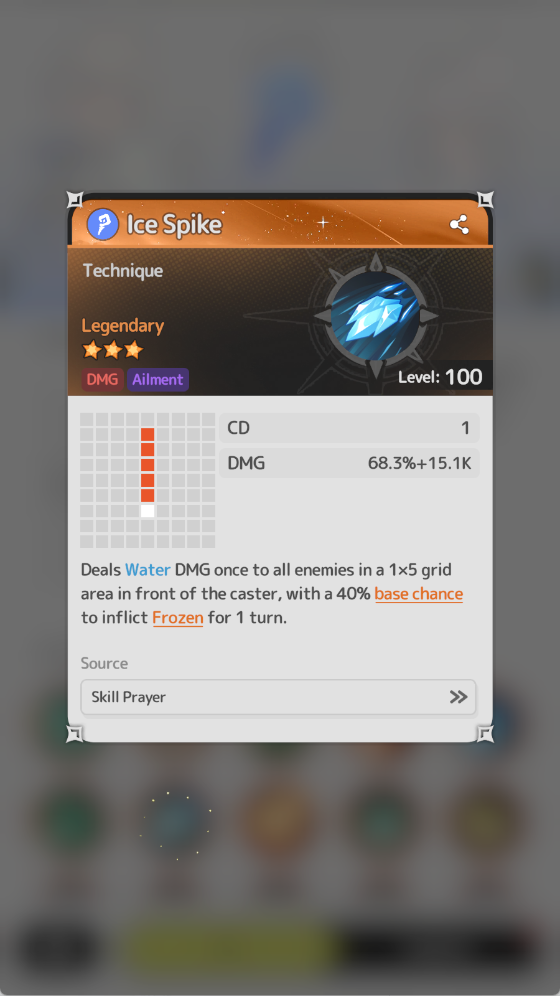 Ice Spike
Technique
Legendary
DMG Ailment
Level: 100
CD 1
DMG 68.3%+15.1K
Deals Water DMG once to all enemies in a 1×5 grid
area in front of the caster, with a 40% base chance
to inflict Frozen for 1 turn.
Source
Skill Prayer